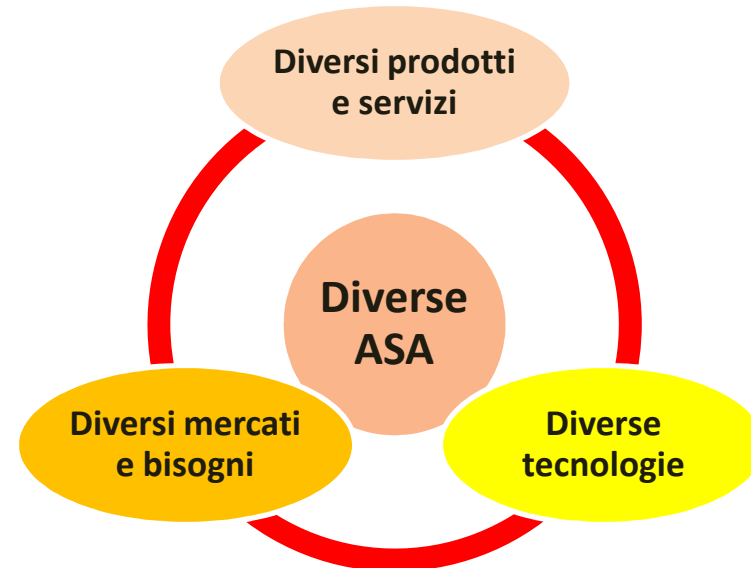 Diversi prodotti
e servizi
Diverse
ASA
Diversi mercati
e bisogni
Diverse
tecnologie